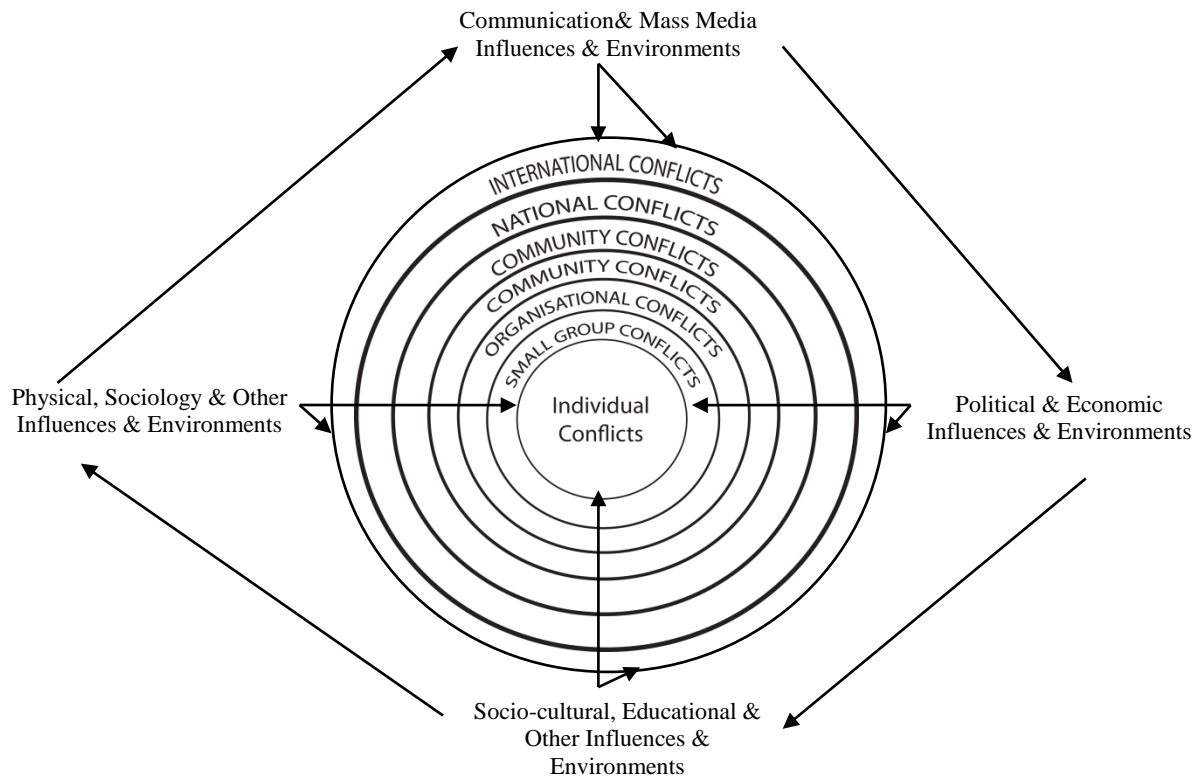 Communication& Mass Media
Influences & Environments
INTERNATIONAL CONFLICTS
NATIONAL CONFLICTS
COMMUNITY CONFLICTS
COMMUNITY CONFLICTS
ORGANISATIONAL CONFLICTS
SMALL GROUP CONFLICTS
Individual
Conflicts
Physical, Sociology & Other
Influences & Environments
Political & Economic
Influences & Environments
Socio-cultural, Educational &
Other Influences &
Environments